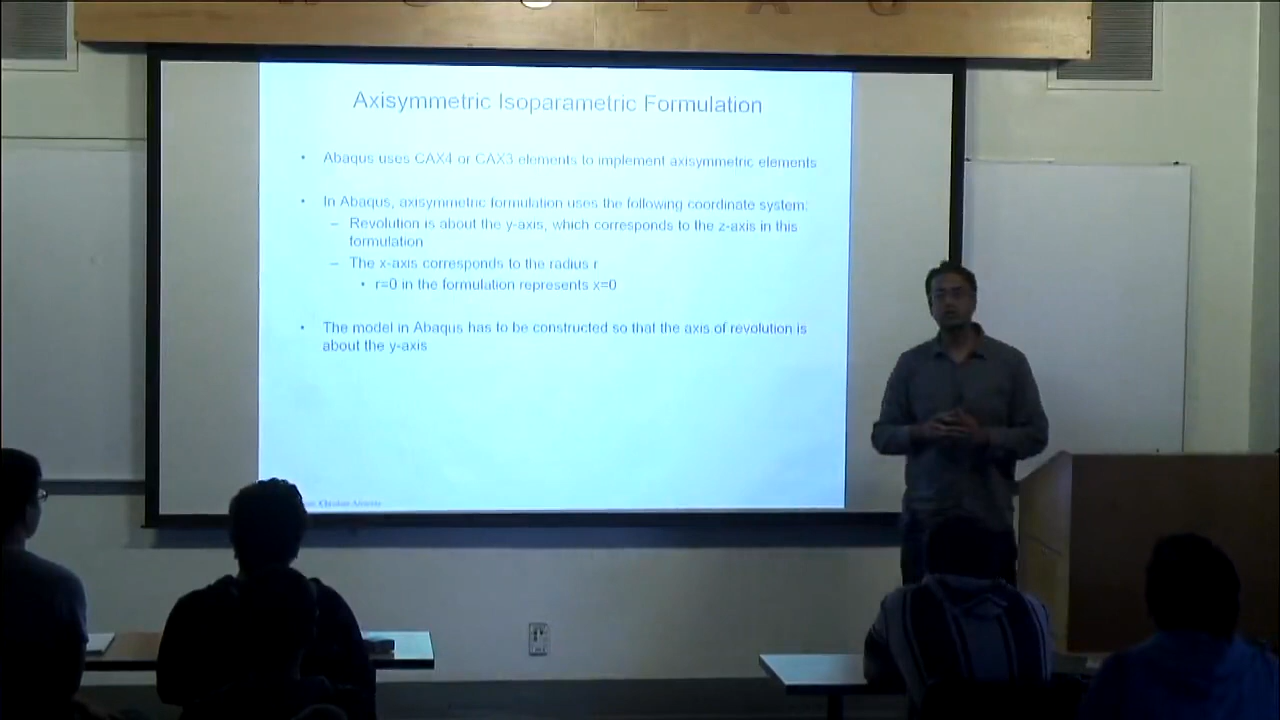 Axisymmetric Isoparametric Formulation
• Abaqus uses CAX4 or CAX3 elements to implement axisymmetric elements
• In Abaqus, axisymmetric formulation uses the following coordinate system:
– Revolution is about the y-axis, which corresponds to the z-axis in this
formulation
– The x-axis corresponds to the radius r
• r=0 in the formulation represents x=0
• The model in Abaqus has to be constructed so that the axis of revolution is
about the y-axis